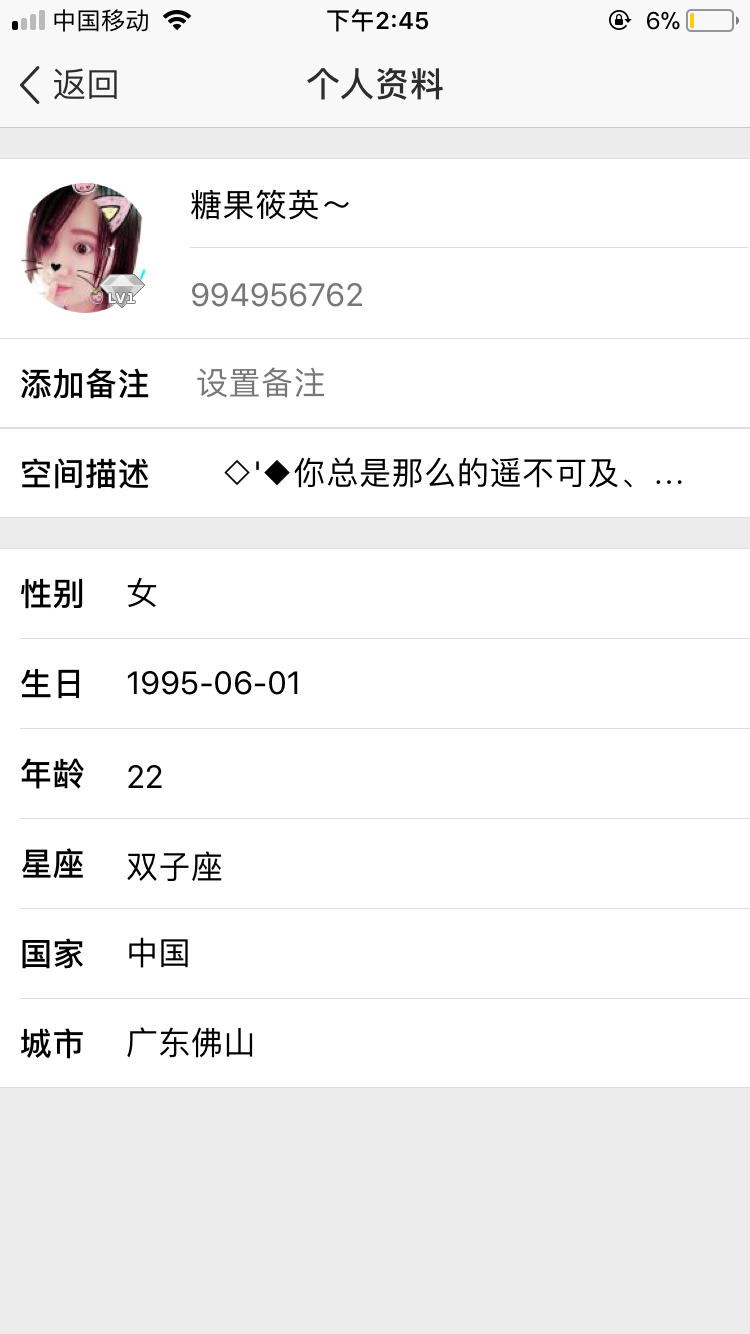 中国移动 下午2:45 6%
返回 个人资料
糖果筱英～
LV1
994956762
添加备注 设置备注
空间描述 ◇'◆你总是那么的遥不可及、...
性别 女
生日 1995-06-01
年龄 22
星座 双子座
国家 中国
城市 广东佛山